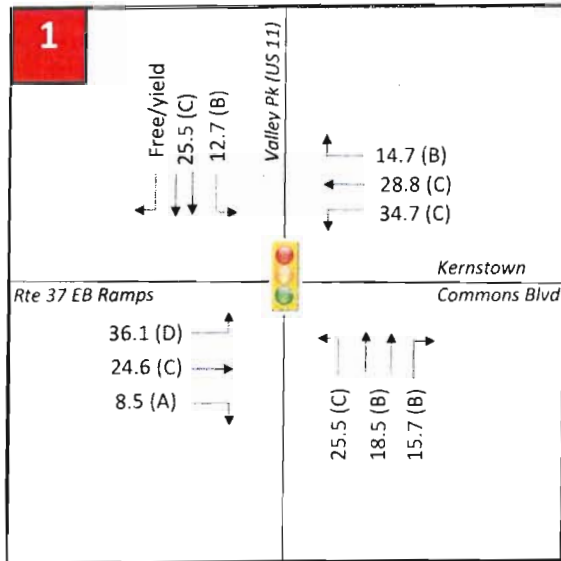 1
Valley Pk (US 11)
Free/yield
25.5 (C)
12.7 (B)
14.7 (B)
28.8 (C)
34.7 (C)
Kernstown
Rte 37 EB Ramps
Commons Blvd
36.1 (D)
24.6 (C)
8.5 (A)
25.5 (C)
18.5 (B)
15.7 (B)